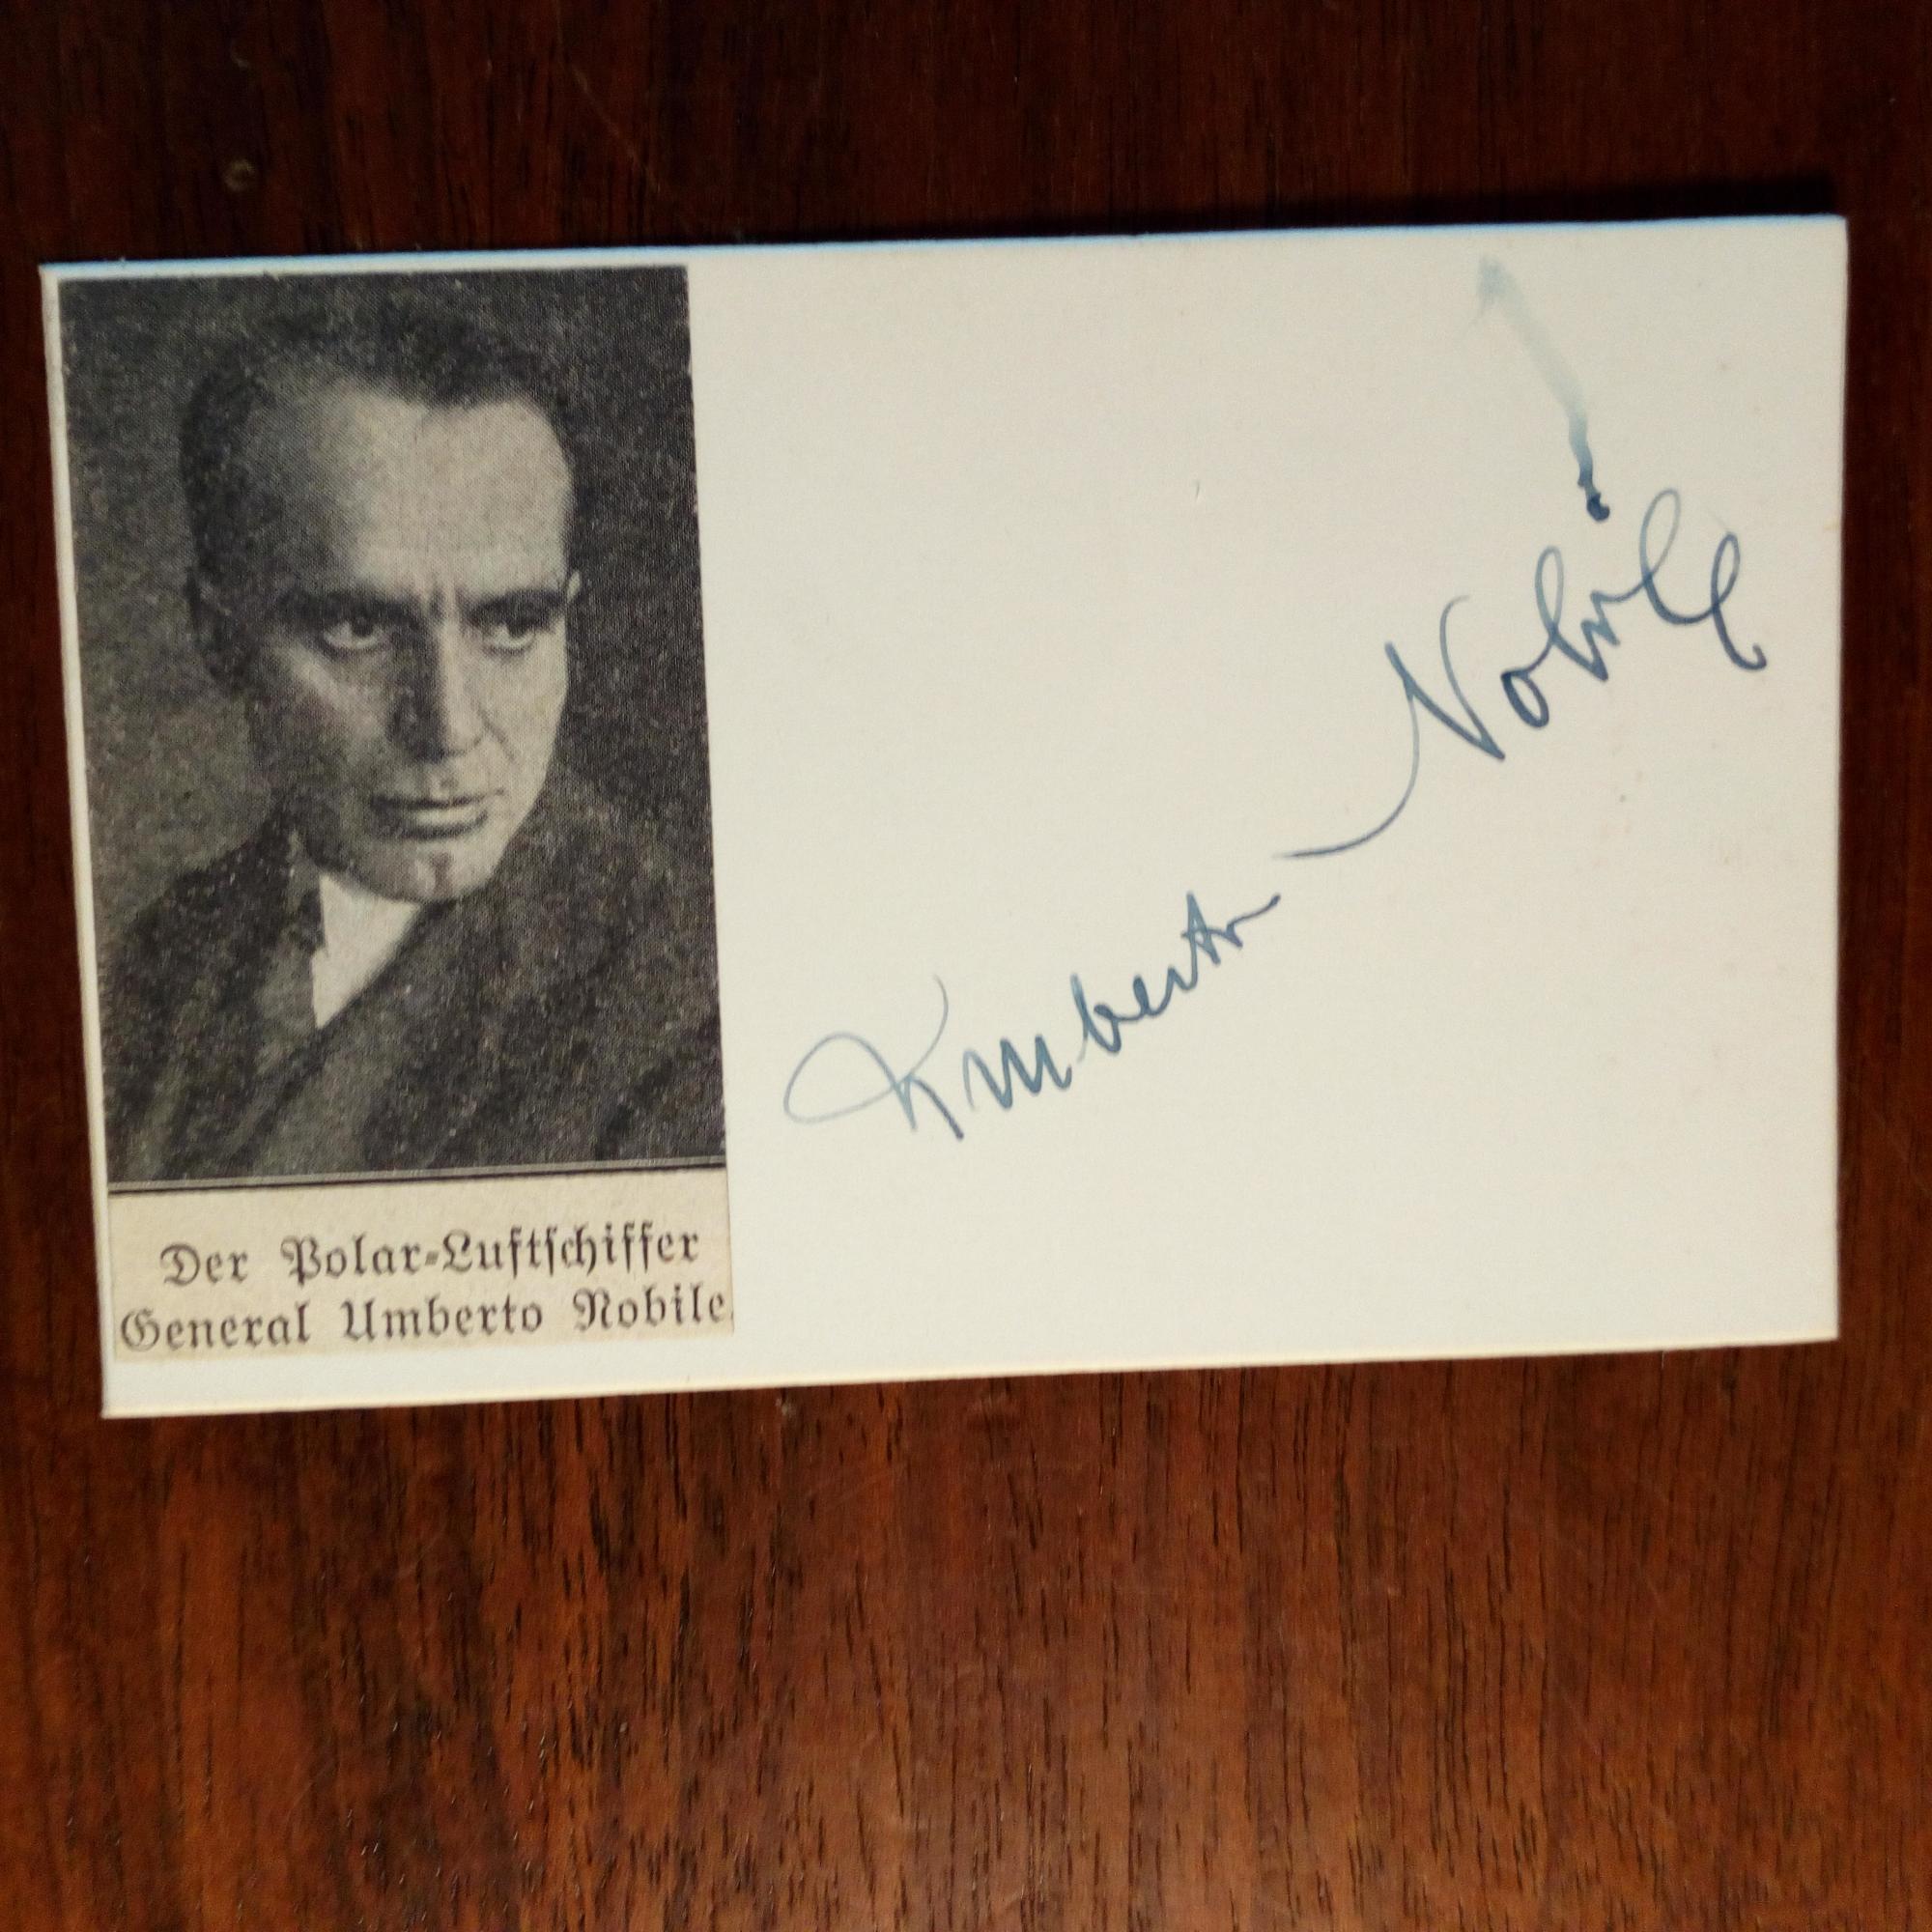 Der Polar-Luftschiffer
General Umberto Nobile
Umberto Nobile